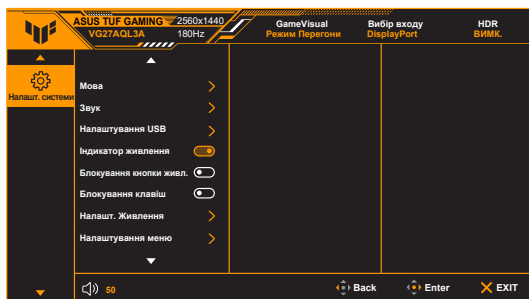 ASUS TUF GAMING 2560x1440
VG27AQL3A 180Hz
GameVisual
Режим Перегони
Вибір входу
DisplayPort
HDR
ВИМК.
Налашт. системи
Мова
Звук
Налаштування USB
Індикатор живлення
Блокування кнопки живл.
Блокування клавіш
Налашт. Живлення
Налаштування меню
50
Back
Enter
EXIT